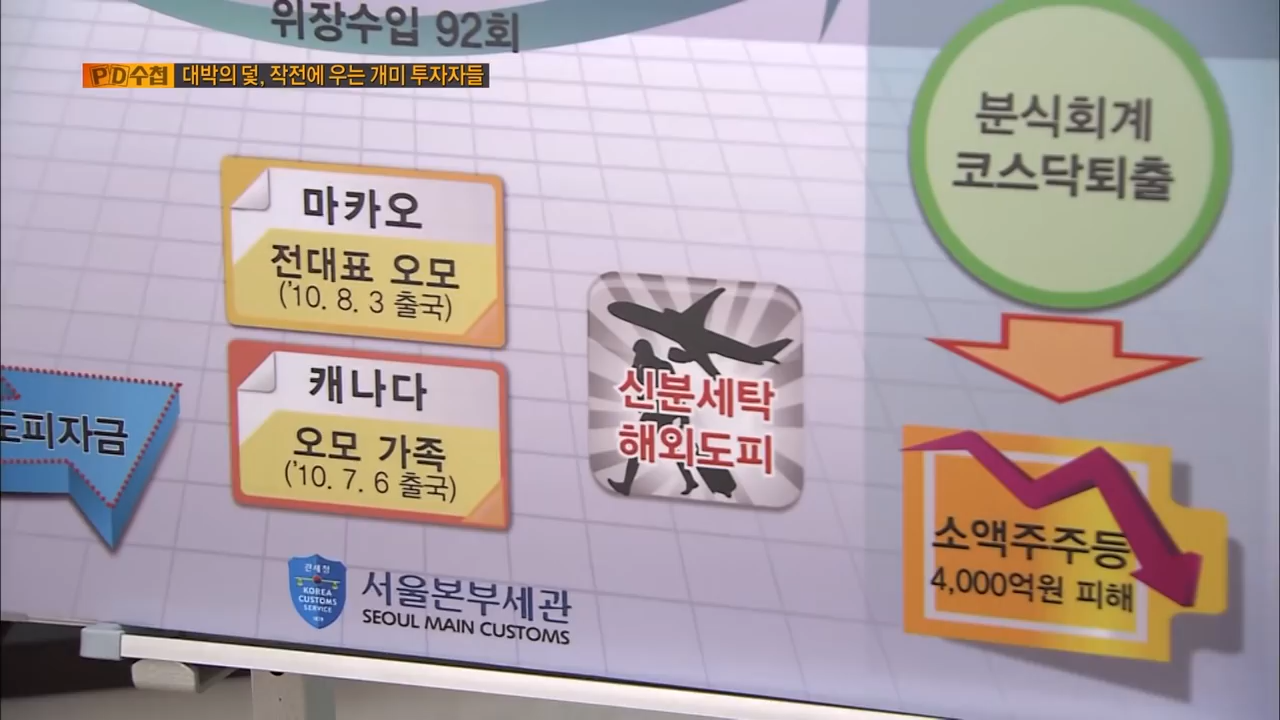 위장수입 92회
PD수첩 대박의 덫, 작전에 우는 개미 투자자들
분식회계
코스닥퇴출
마카오
전대표 오모
('10. 8. 3 출국)
캐나다
오모 가족
('10. 7. 6 출국)
도피자금
신분세탁
해외도피
소액주주등
4,000억원 피해
관세청
KOREA
CUSTOMS
SERVICE
서울본부세관
SEOUL MAIN CUSTOMS